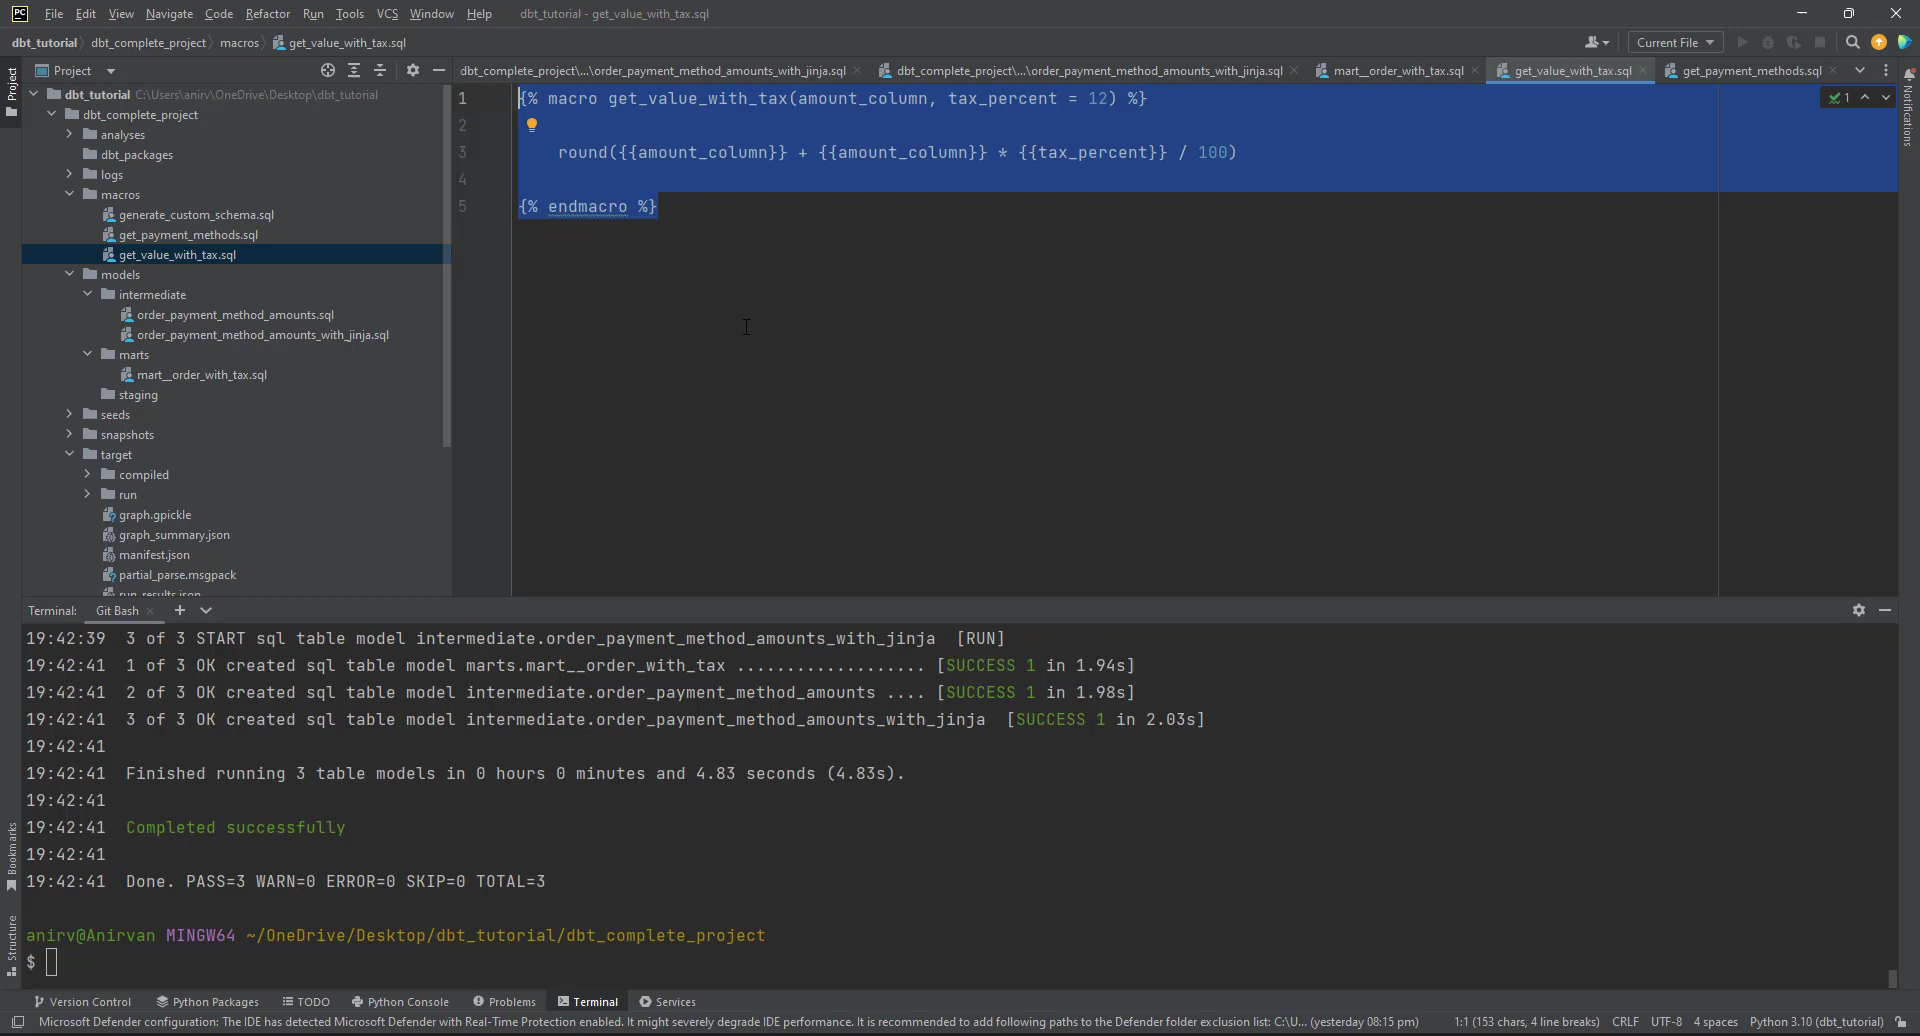 PC File Edit View Navigate Code Refactor Run Tools VCS Window Help dbt_tutorial - get_value_with_tax.sql
dbt_tutorial dbt_complete_project macros get_value_with_tax.sql Current File
Project dbt_complete_project\...\order_payment_method_amounts_with_jinja.sql dbt_complete_project\...\order_payment_method_amounts_with_jinja.sql mart__order_with_tax.sql get_value_with_tax.sql get_payment_methods.sql
Project
Notifications
dbt_tutorial C:\Users\anirv\OneDrive\Desktop\dbt_tutorial
dbt_complete_project
analyses
dbt_packages
logs
macros
generate_custom_schema.sql
get_payment_methods.sql
get_value_with_tax.sql
models
intermediate
order_payment_method_amounts.sql
order_payment_method_amounts_with_jinja.sql
marts
mart__order_with_tax.sql
staging
seeds
snapshots
target
compiled
run
graph.gpickle
graph_summary.json
manifest.json
partial_parse.msgpack
run_results.json
1 {% macro get_value_with_tax(amount_column, tax_percent = 12) %} 1
2
3 round({{amount_column}} + {{amount_column}} * {{tax_percent}} / 100)
4
5 {% endmacro %}
Terminal: Git Bash
19:42:39 3 of 3 START sql table model intermediate.order_payment_method_amounts_with_jinja [RUN]
19:42:41 1 of 3 OK created sql table model marts.mart__order_with_tax ................... [SUCCESS 1 in 1.94s]
19:42:41 2 of 3 OK created sql table model intermediate.order_payment_method_amounts .... [SUCCESS 1 in 1.98s]
19:42:41 3 of 3 OK created sql table model intermediate.order_payment_method_amounts_with_jinja [SUCCESS 1 in 2.03s]
19:42:41
19:42:41 Finished running 3 table models in 0 hours 0 minutes and 4.83 seconds (4.83s).
19:42:41
19:42:41 Completed successfully
19:42:41
19:42:41 Done. PASS=3 WARN=0 ERROR=0 SKIP=0 TOTAL=3
anirv@Anirvan MINGW64 ~/OneDrive/Desktop/dbt_tutorial/dbt_complete_project
$
Bookmarks
Structure
Version Control Python Packages TODO Python Console Problems Terminal Services
Microsoft Defender configuration: The IDE has detected Microsoft Defender with Real-Time Protection enabled. It might severely degrade IDE performance. It is recommended to add following paths to the Defender folder exclusion list: C:\U... (yesterday 08:15 pm) 1:1 (153 chars, 4 line breaks) CRLF UTF-8 4 spaces Python 3.10 (dbt_tutorial)